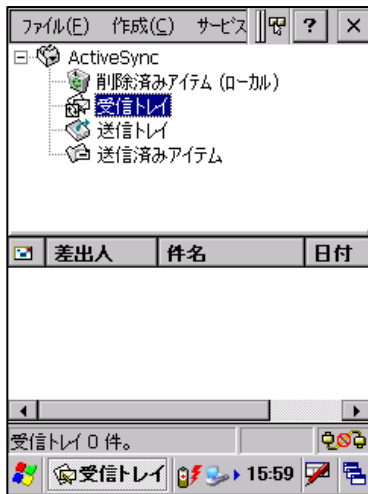 ファイル(F) 作成(C) サービス ? ×
ActiveSync
削除済みアイテム (ローカル)
受信トレイ
送信トレイ
送信済みアイテム
差出人 件名 日付
受信トレイ 0 件。
受信トレイ 15:59